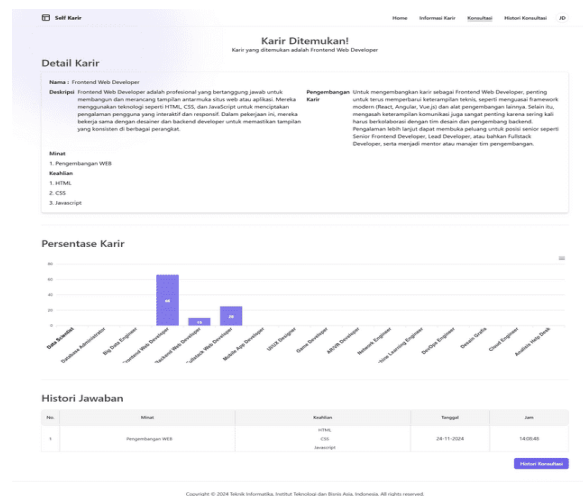 Self Karir
Home Informasi Karir Konsultasi Histori Konsultasi JD
Karir Ditemukan!
Karir yang ditemukan adalah Frontend Web Developer
Detail Karir
Nama : Frontend Web Developer
Deskripsi Frontend Web Developer adalah profesional yang bertanggung jawab untuk
membangun dan merancang tampilan antarmuka situs web atau aplikasi. Mereka
menggunakan teknologi seperti HTML, CSS, dan JavaScript untuk menciptakan
pengalaman pengguna yang interaktif dan responsif. Dalam pekerjaan ini, mereka
bekerja sama dengan desainer dan backend developer untuk memastikan tampilan
yang konsisten di berbagai perangkat.
Pengembangan Karir
Untuk mengembangkan karir sebagai Frontend Web Developer, penting
untuk terus memperbarui keterampilan teknis, seperti menguasai framework
modern (React, Angular, Vue.js) dan alat pengembangan lainnya. Selain itu,
mengasah keterampilan komunikasi juga sangat penting karena sering kali
harus berkolaborasi dengan tim desain dan pengembang backend.
Pengalaman lebih lanjut dapat membuka peluang untuk posisi senior seperti
Senior Frontend Developer, Lead Developer, atau bahkan Fullstack
Developer, serta menjadi mentor atau manajer tim pengembangan.
Minat
1. Pengembangan WEB
Keahlian
1. HTML
2. CSS
3. Javascript
Persentase Karir
80
60
40
20
0
Data Scientist
Database Administrator
Big Data Engineer
Frontend Web Developer
Backend Web Developer
Fullstack Web Developer
Mobile App Developer
UI/UX Designer
Game Developer
AR/VR Developer
Network Engineer
Machine Learning Engineer
DevOps Engineer
Desain Grafis
Cloud Engineer
Analisis Help Desk
Histori Jawaban
No. Minat Keahlian Tanggal Jam
1 Pengembangan WEB HTML CSS Javascript 24-11-2024 14:05:40
Histori Konsultasi
Copyright © 2024 Teknik Informatika, Institut Teknologi dan Bisnis Asia, Indonesia. All rights reserved.